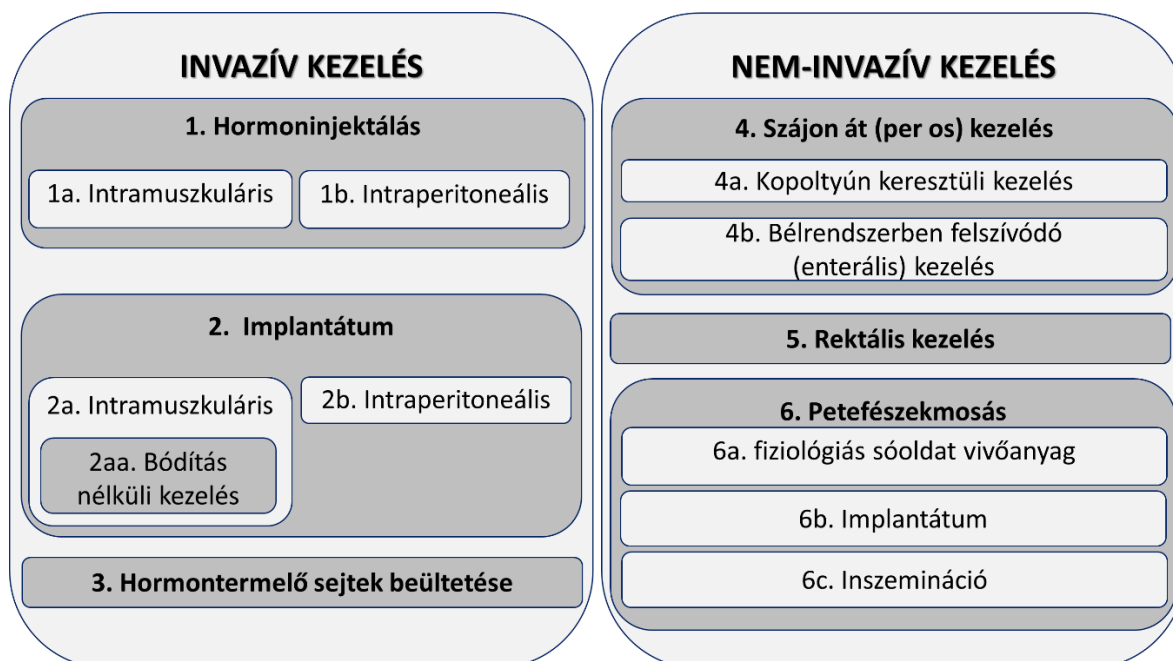 INVAZÍV KEZELÉS
1. Hormoninjektálás
1a. Intramuszkuláris
1b. Intraperitoneális
2. Implantátum
2a. Intramuszkuláris
2b. Intraperitoneális
2aa. Bódítás
nélküli kezelés
3. Hormontermelő sejtek beültetése
NEM-INVAZÍV KEZELÉS
4. Szájon át (per os) kezelés
4a. Kopoltyún keresztüli kezelés
4b. Bélrendszerben felszívódó
(enterális) kezelés
5. Rektális kezelés
6. Petefészekmosás
6a. fiziológiás sóoldat vivőanyag
6b. Implantátum
6c. Inszemináció